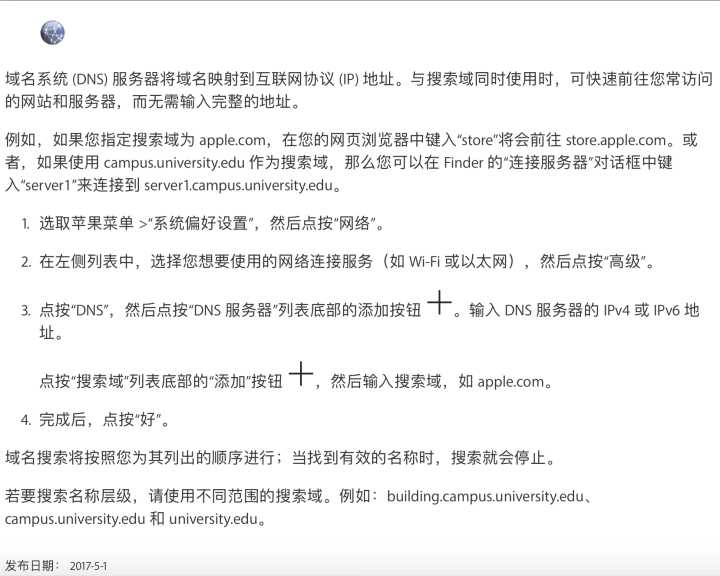 域名系统 (DNS) 服务器将域名映射到互联网协议 (IP) 地址。与搜索域同时使用时，可快速前往您常访问
的网站和服务器，而无需输入完整的地址。
例如，如果您指定搜索域为 apple.com，在您的网页浏览器中键入“store”将会前往 store.apple.com。或
者，如果使用 campus.university.edu 作为搜索域，那么您可以在 Finder 的“连接服务器”对话框中键
入“server1”来连接到 server1.campus.university.edu。
1. 选取苹果菜单 >“系统偏好设置”，然后点按“网络”。
2. 在左侧列表中，选择您想要使用的网络连接服务（如 Wi-Fi 或以太网），然后点按“高级”。
3. 点按“DNS”，然后点按“DNS 服务器”列表底部的添加按钮 。输入 DNS 服务器的 IPv4 或 IPv6 地
址。
点按“搜索域”列表底部的“添加”按钮 ，然后输入搜索域，如 apple.com。
4. 完成后，点按“好”。
域名搜索将按照您为其列出的顺序进行；当找到有效的名称时，搜索就会停止。
若要搜索名称层级，请使用不同范围的搜索域。例如：building.campus.university.edu、
campus.university.edu 和 university.edu。
发布日期： 2017-5-1